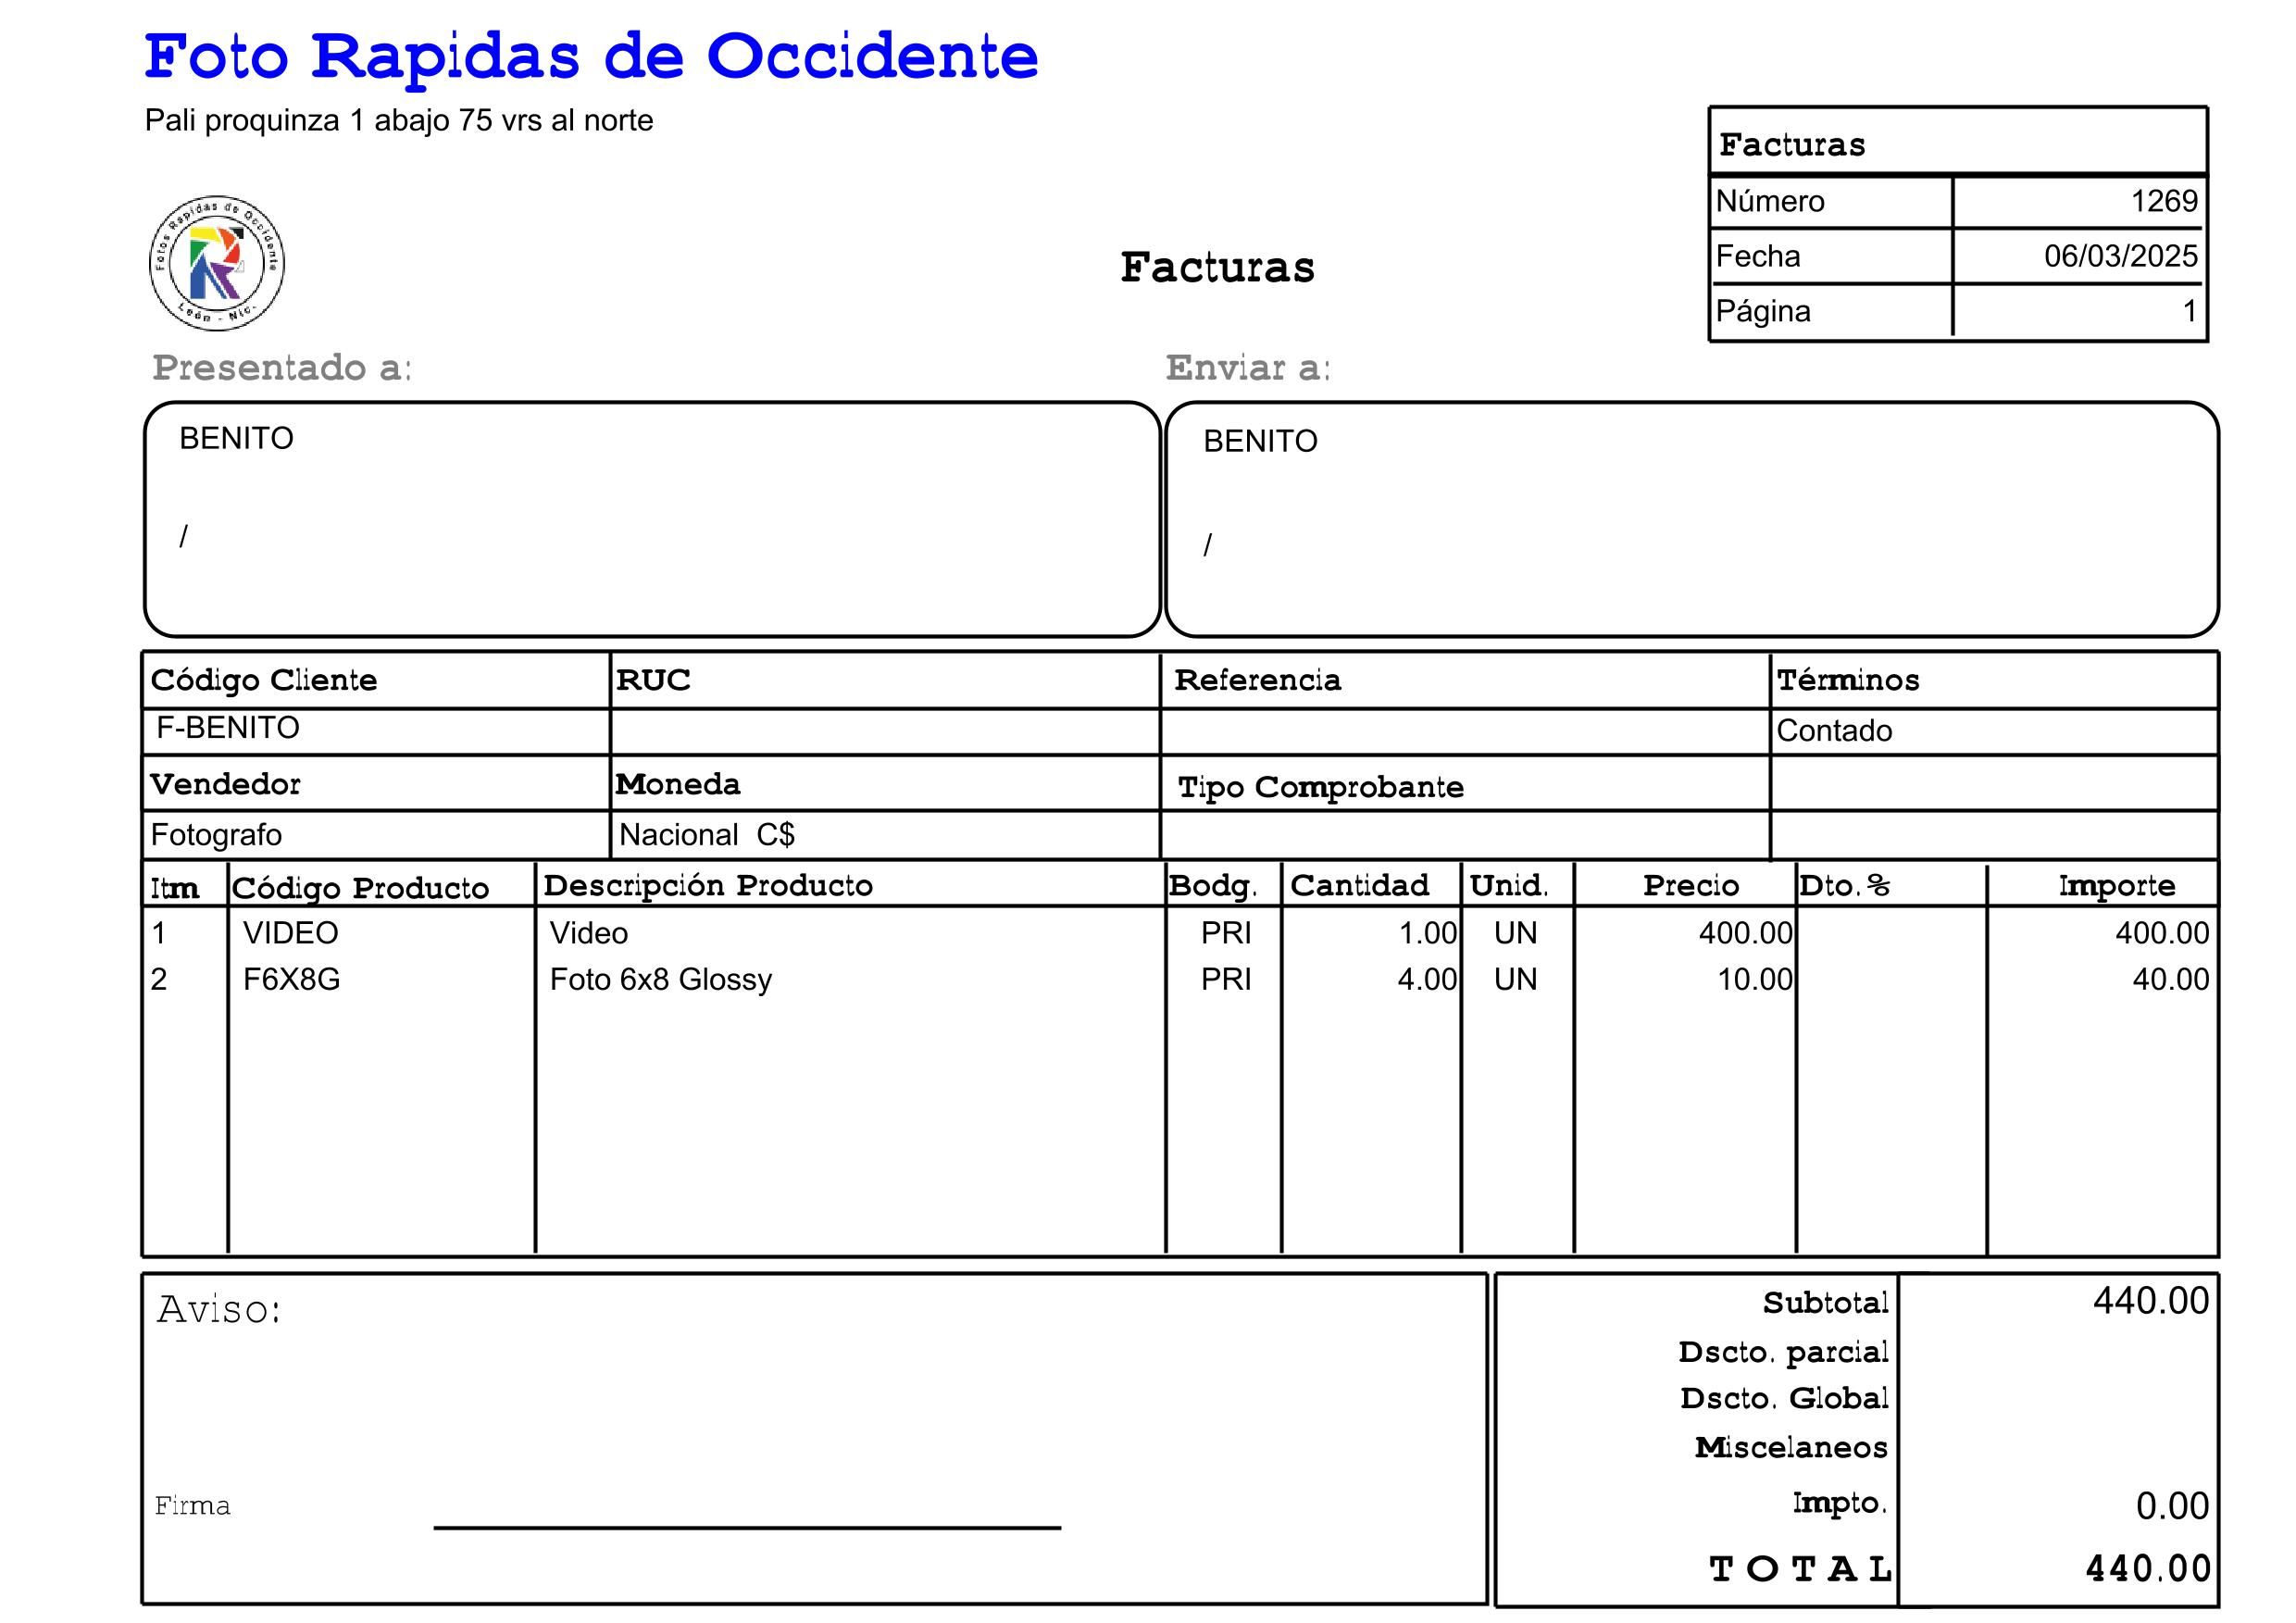 Foto Rapidas de Occidente
Pali proquinza 1 abajo 75 vrs al norte
Fotos Rapidas de Occidente
León - Nic.
Facturas
Facturas
Número 1269
Fecha 06/03/2025
Página 1
Presentado a: Enviar a:
BENITO BENITO
/ /
Código Cliente RUC Referencia Términos
F-BENITO Contado
Vendedor Moneda Tipo Comprobante
Fotografo Nacional C$
Itm Código Producto Descripción Producto Bodg. Cantidad Unid. Precio Dto.% Importe
1 VIDEO Video PRI 1.00 UN 400.00 400.00
2 F6X8G Foto 6x8 Glossy PRI 4.00 UN 10.00 40.00
Aviso:
Firma
Subtotal 440.00
Dscto. parcial
Dscto. Global
Miscelaneos
Impto. 0.00
TOTAL 440.00